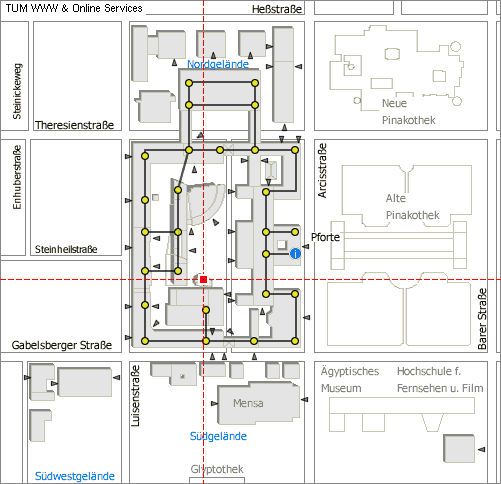 TUM WWW & Online Services
Heßstraße
Steinickeweg
Nordgelände
Theresienstraße
Neue
Pinakothek
Enhuberstraße
Arcisstraße
Alte
Pinakothek
Pforte
Steinheilstraße
i
Gabelsberger Straße
Barer Straße
Luisenstraße
Ägyptisches
Museum
Hochschule f.
Fernsehen u. Film
Mensa
Südgelände
Südwestgelände
Glyptothek